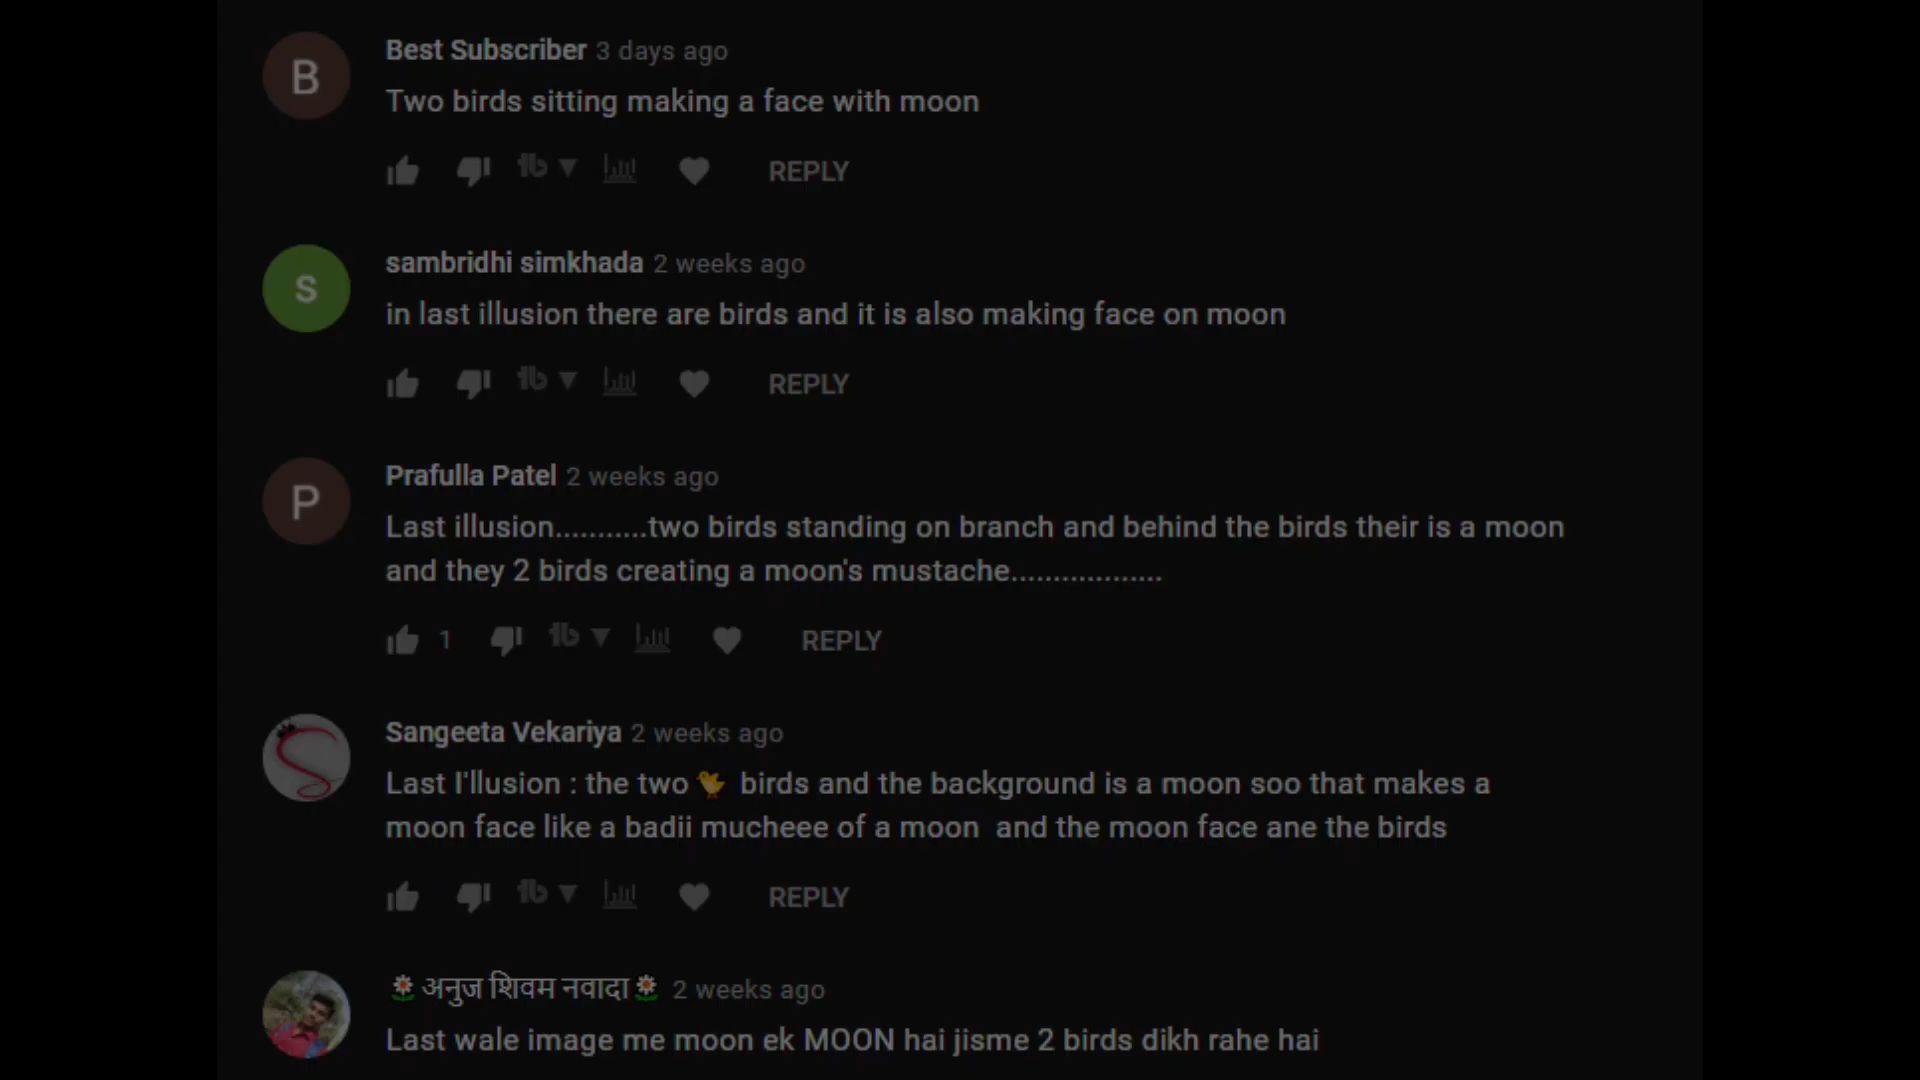 B
Best Subscriber 3 days ago
Two birds sitting making a face with moon
REPLY
S
sambridhi simkhada 2 weeks ago
in last illusion there are birds and it is also making face on moon
REPLY
P
Prafulla Patel 2 weeks ago
Last illusion...........two birds standing on branch and behind the birds their is a moon
and they 2 birds creating a moon's mustache..................
1 REPLY
Sangeeta Vekariya 2 weeks ago
Last I'llusion : the two 🐤 birds and the background is a moon soo that makes a
moon face like a badii mucheee of a moon  and the moon face ane the birds
REPLY
🌻अनुज शिवम नवादा🌻 2 weeks ago
Last wale image me moon ek MOON hai jisme 2 birds dikh rahe hai